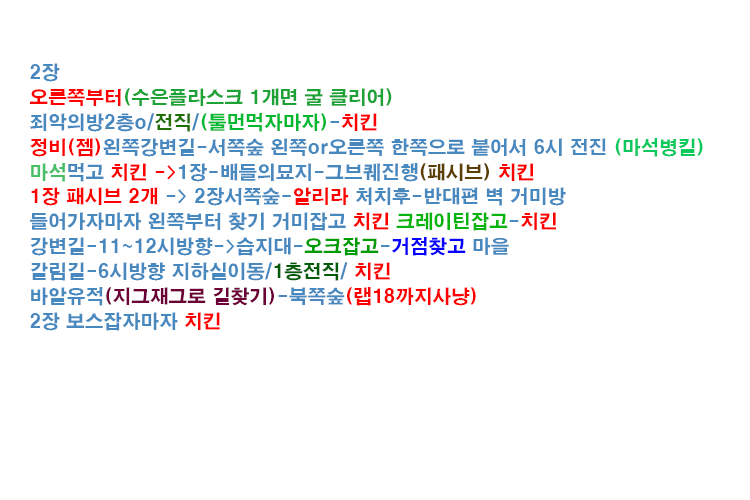 2장
오른쪽부터(수은플라스크 1개면 굴 클리어)
죄악의방2층o/전직/(툴먼먹자마자)-치킨
정비(젬)왼쪽강변길-서쪽숲 왼쪽or오른쪽 한쪽으로 붙어서 6시 전진 (마석병킬)
마석먹고 치킨 ->1장-배들의묘지-그브퀘진행(패시브) 치킨
1장 패시브 2개 -> 2장서쪽숲-알리라 처치후-반대편 벽 거미방
들어가자마자 왼쪽부터 찾기 거미잡고 치킨 크레이틴잡고-치킨
강변길-11~12시방향->습지대-오크잡고-거점찾고 마을
갈림길-6시방향 지하실이동/1층전직/ 치킨
바알유적(지그재그로 길찾기)-북쪽숲(랩18까지사냥)
2장 보스잡자마자 치킨